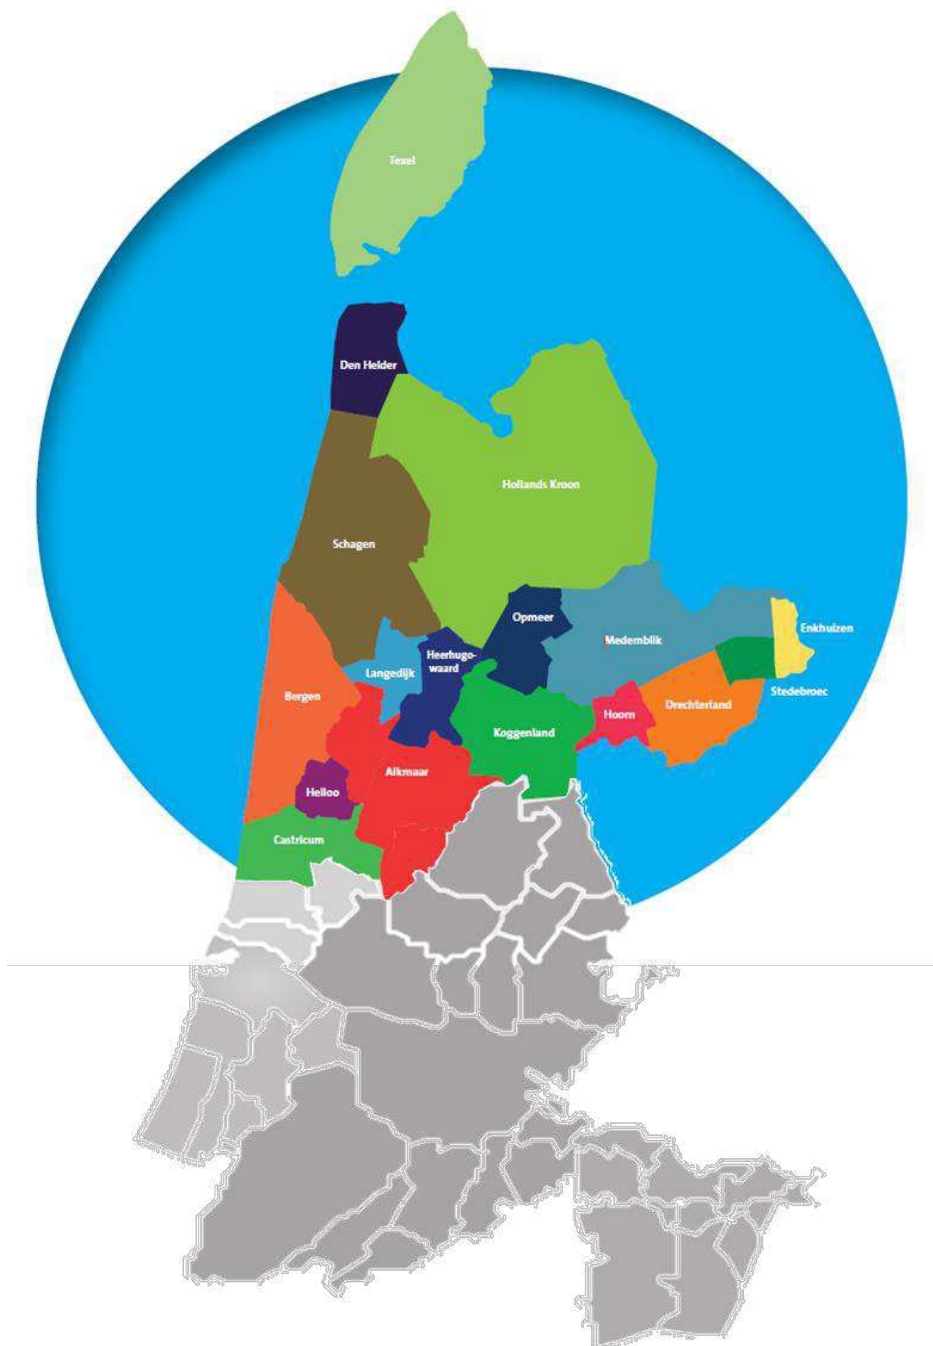 Texel
Den Helder
Hollands Kroon
Schagen
Opmeer
Enkhuizen
Medemblik
Heerhugo-
waard
Langedijk
Stedebroec
Bergen
Drechterland
Hoorn
Koggenland
Alkmaar
Heiloo
Castricum